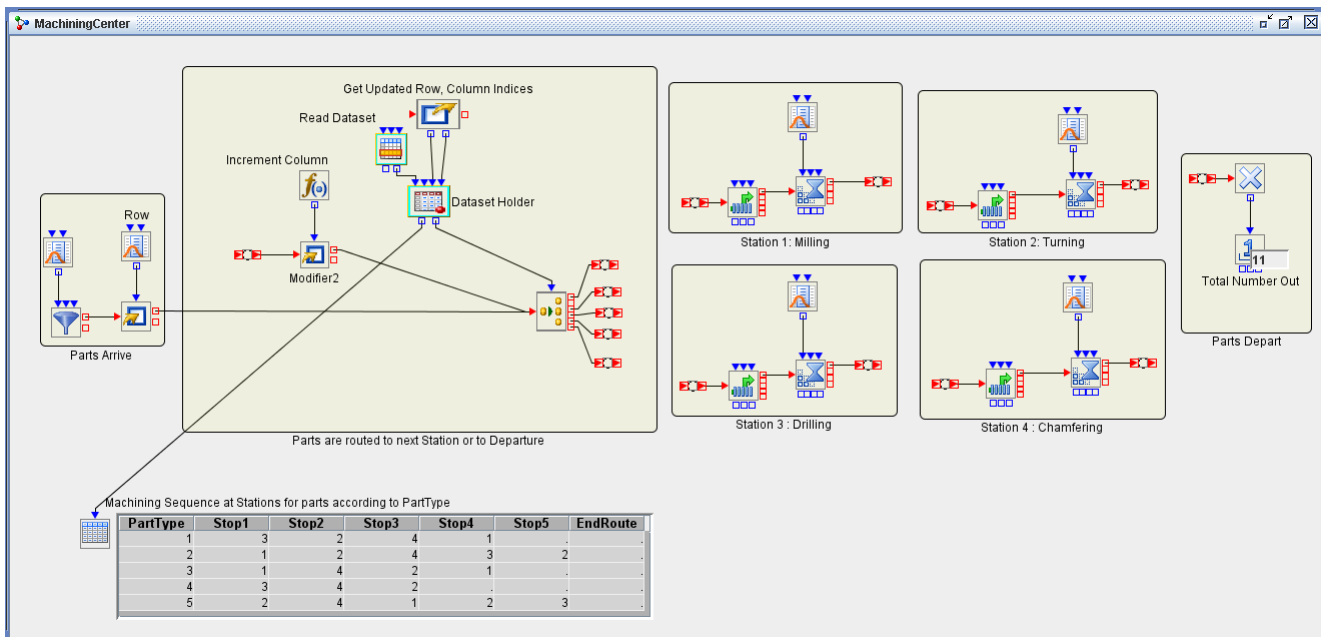 MachiningCenter
Get Updated Row, Column Indices
Read Dataset
Increment Column
Dataset Holder
Row
Modifier2
Parts Arrive
Parts are routed to next Station or to Departure
Station 1: Milling
Station 2: Turning
Station 3 : Drilling
Station 4 : Chamfering
1
11
Total Number Out
Parts Depart
Machining Sequence at Stations for parts according to PartType
PartType Stop1 Stop2 Stop3 Stop4 Stop5 EndRoute
1 3 2 4 1 . .
2 1 2 4 3 2 .
3 1 4 2 1 . .
4 3 4 2 . . .
5 2 4 1 2 3 .